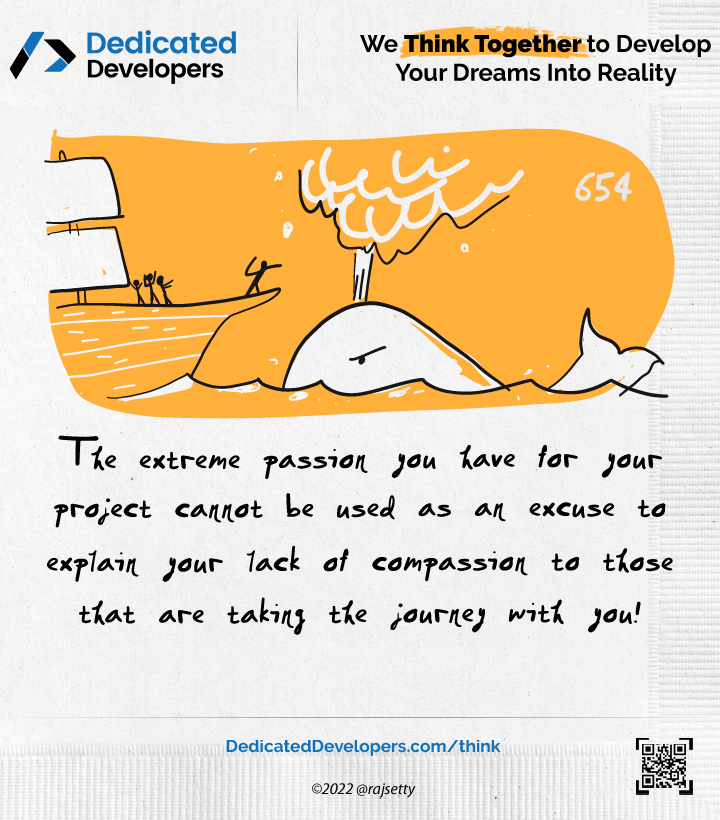 Dedicated
Developers
We Think Together to Develop
Your Dreams Into Reality
654
The extreme passion you have for your
project cannot be used as an excuse to
explain your lack of compassion to those
that are taking the journey with you!
DedicatedDevelopers.com/think
©2022 @rajsetty